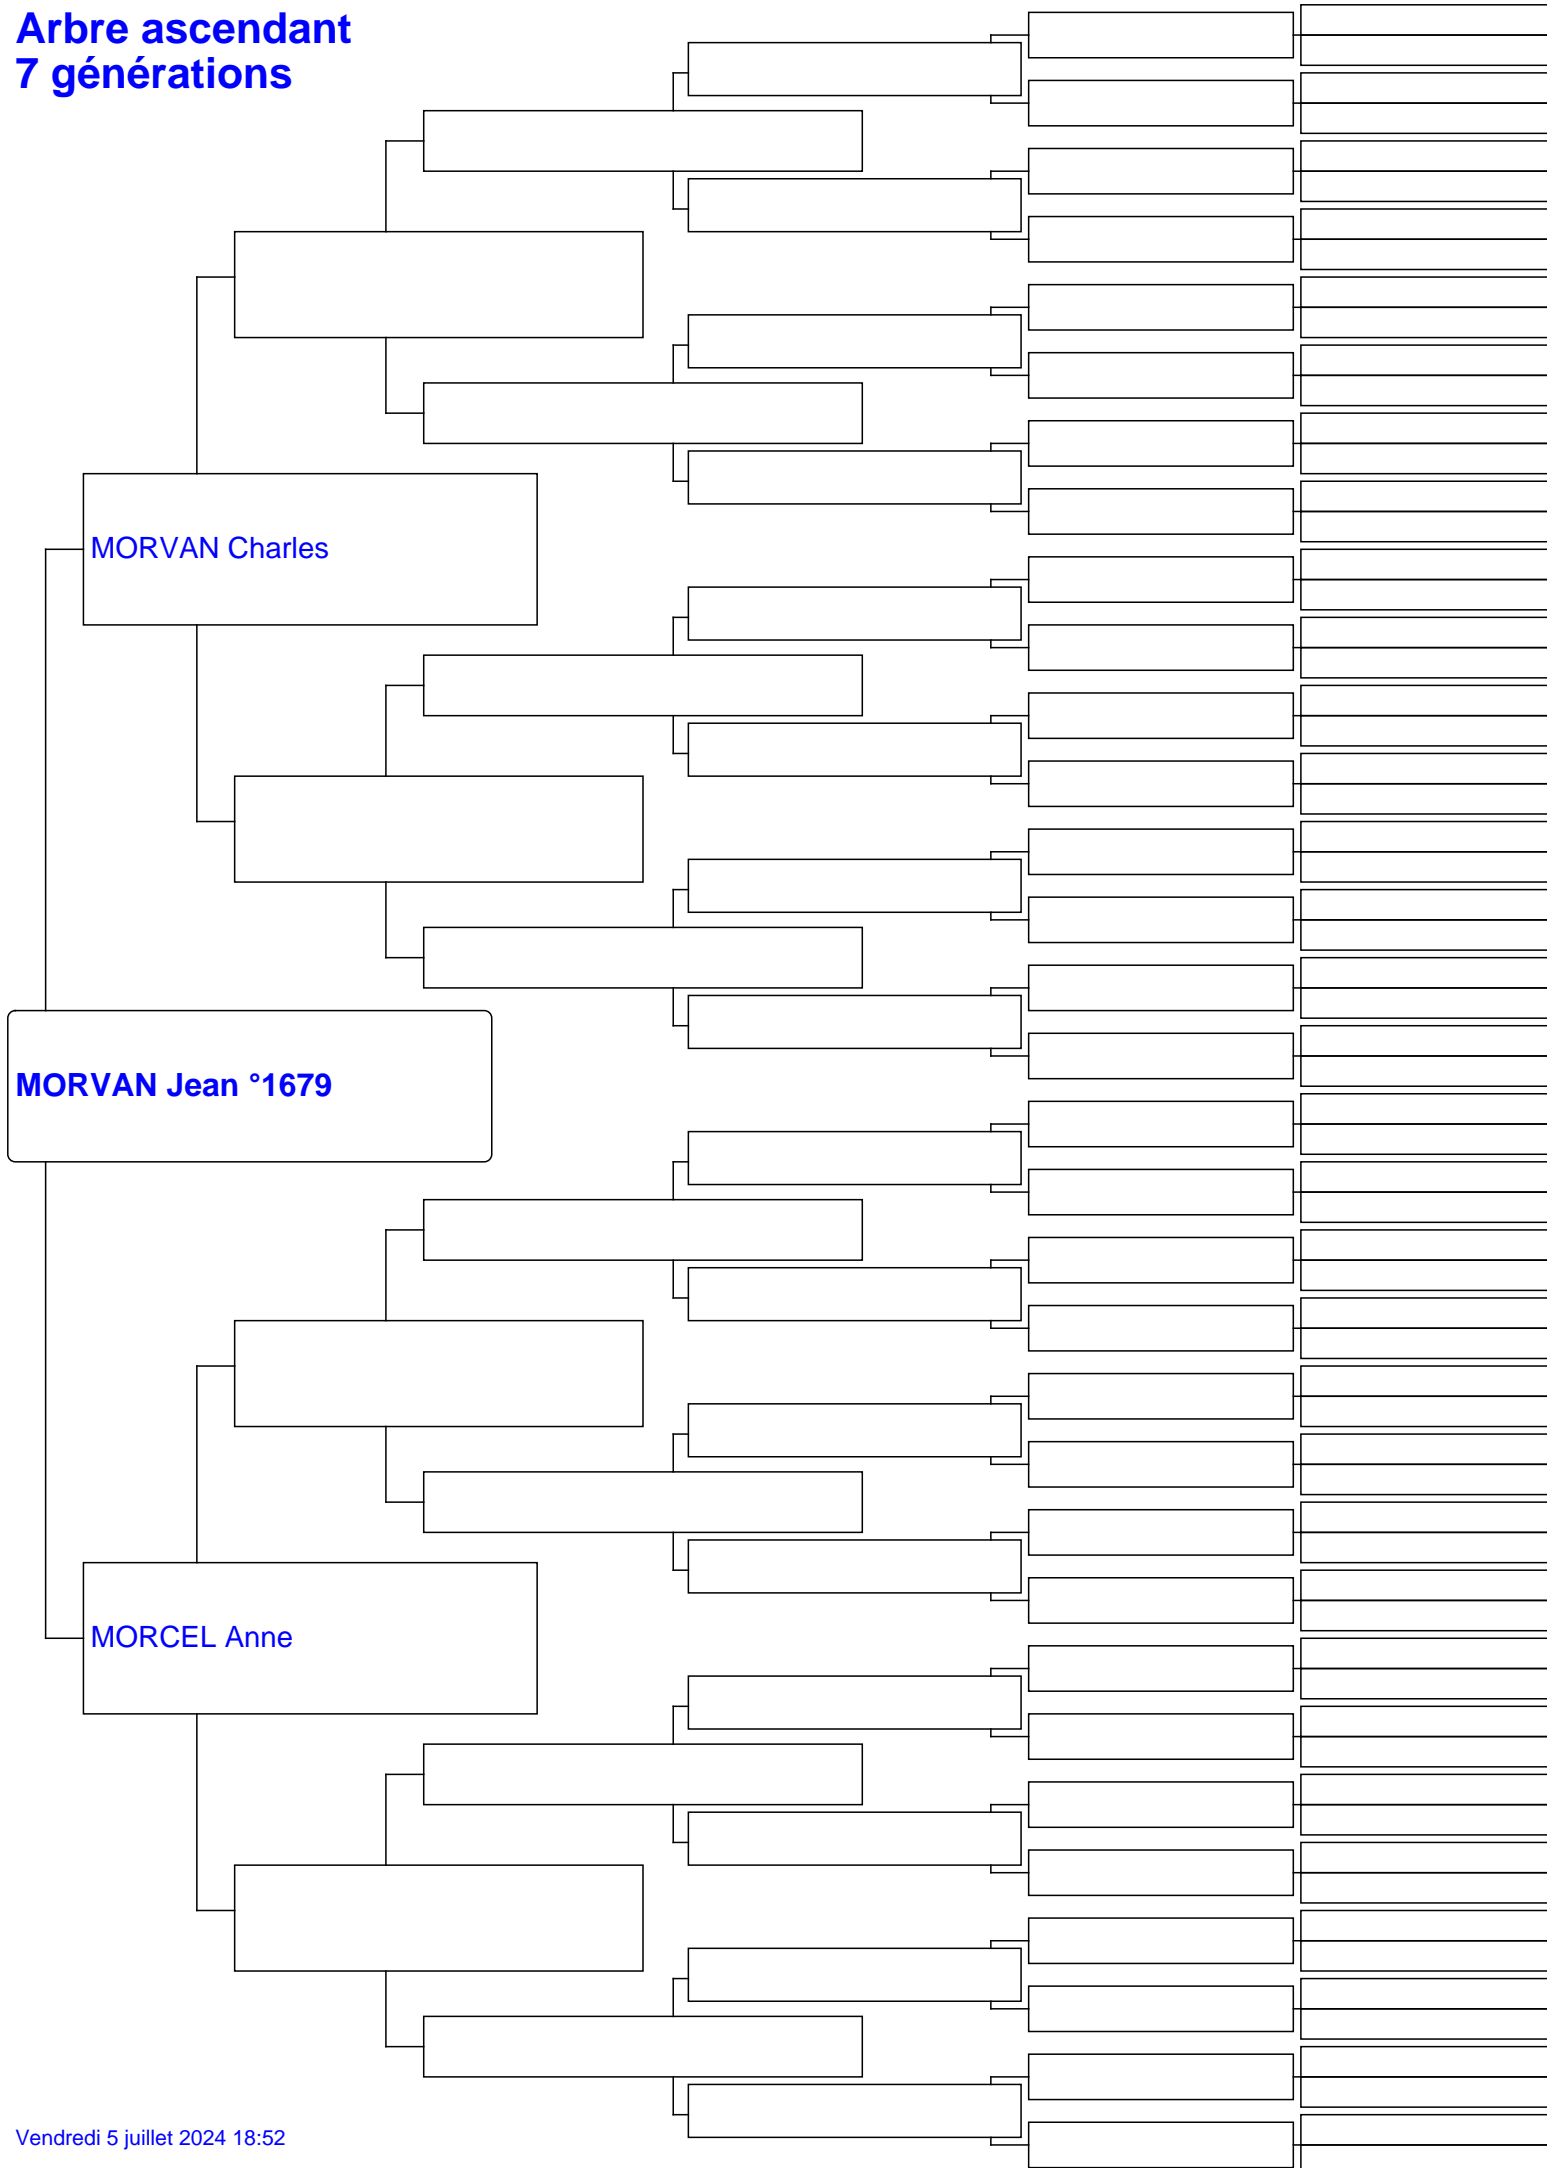 Arbre ascendant
7 générations
MORVAN Charles
MORVAN Jean °1679
MORCEL Anne
Vendredi 5 juillet 2024 18:52